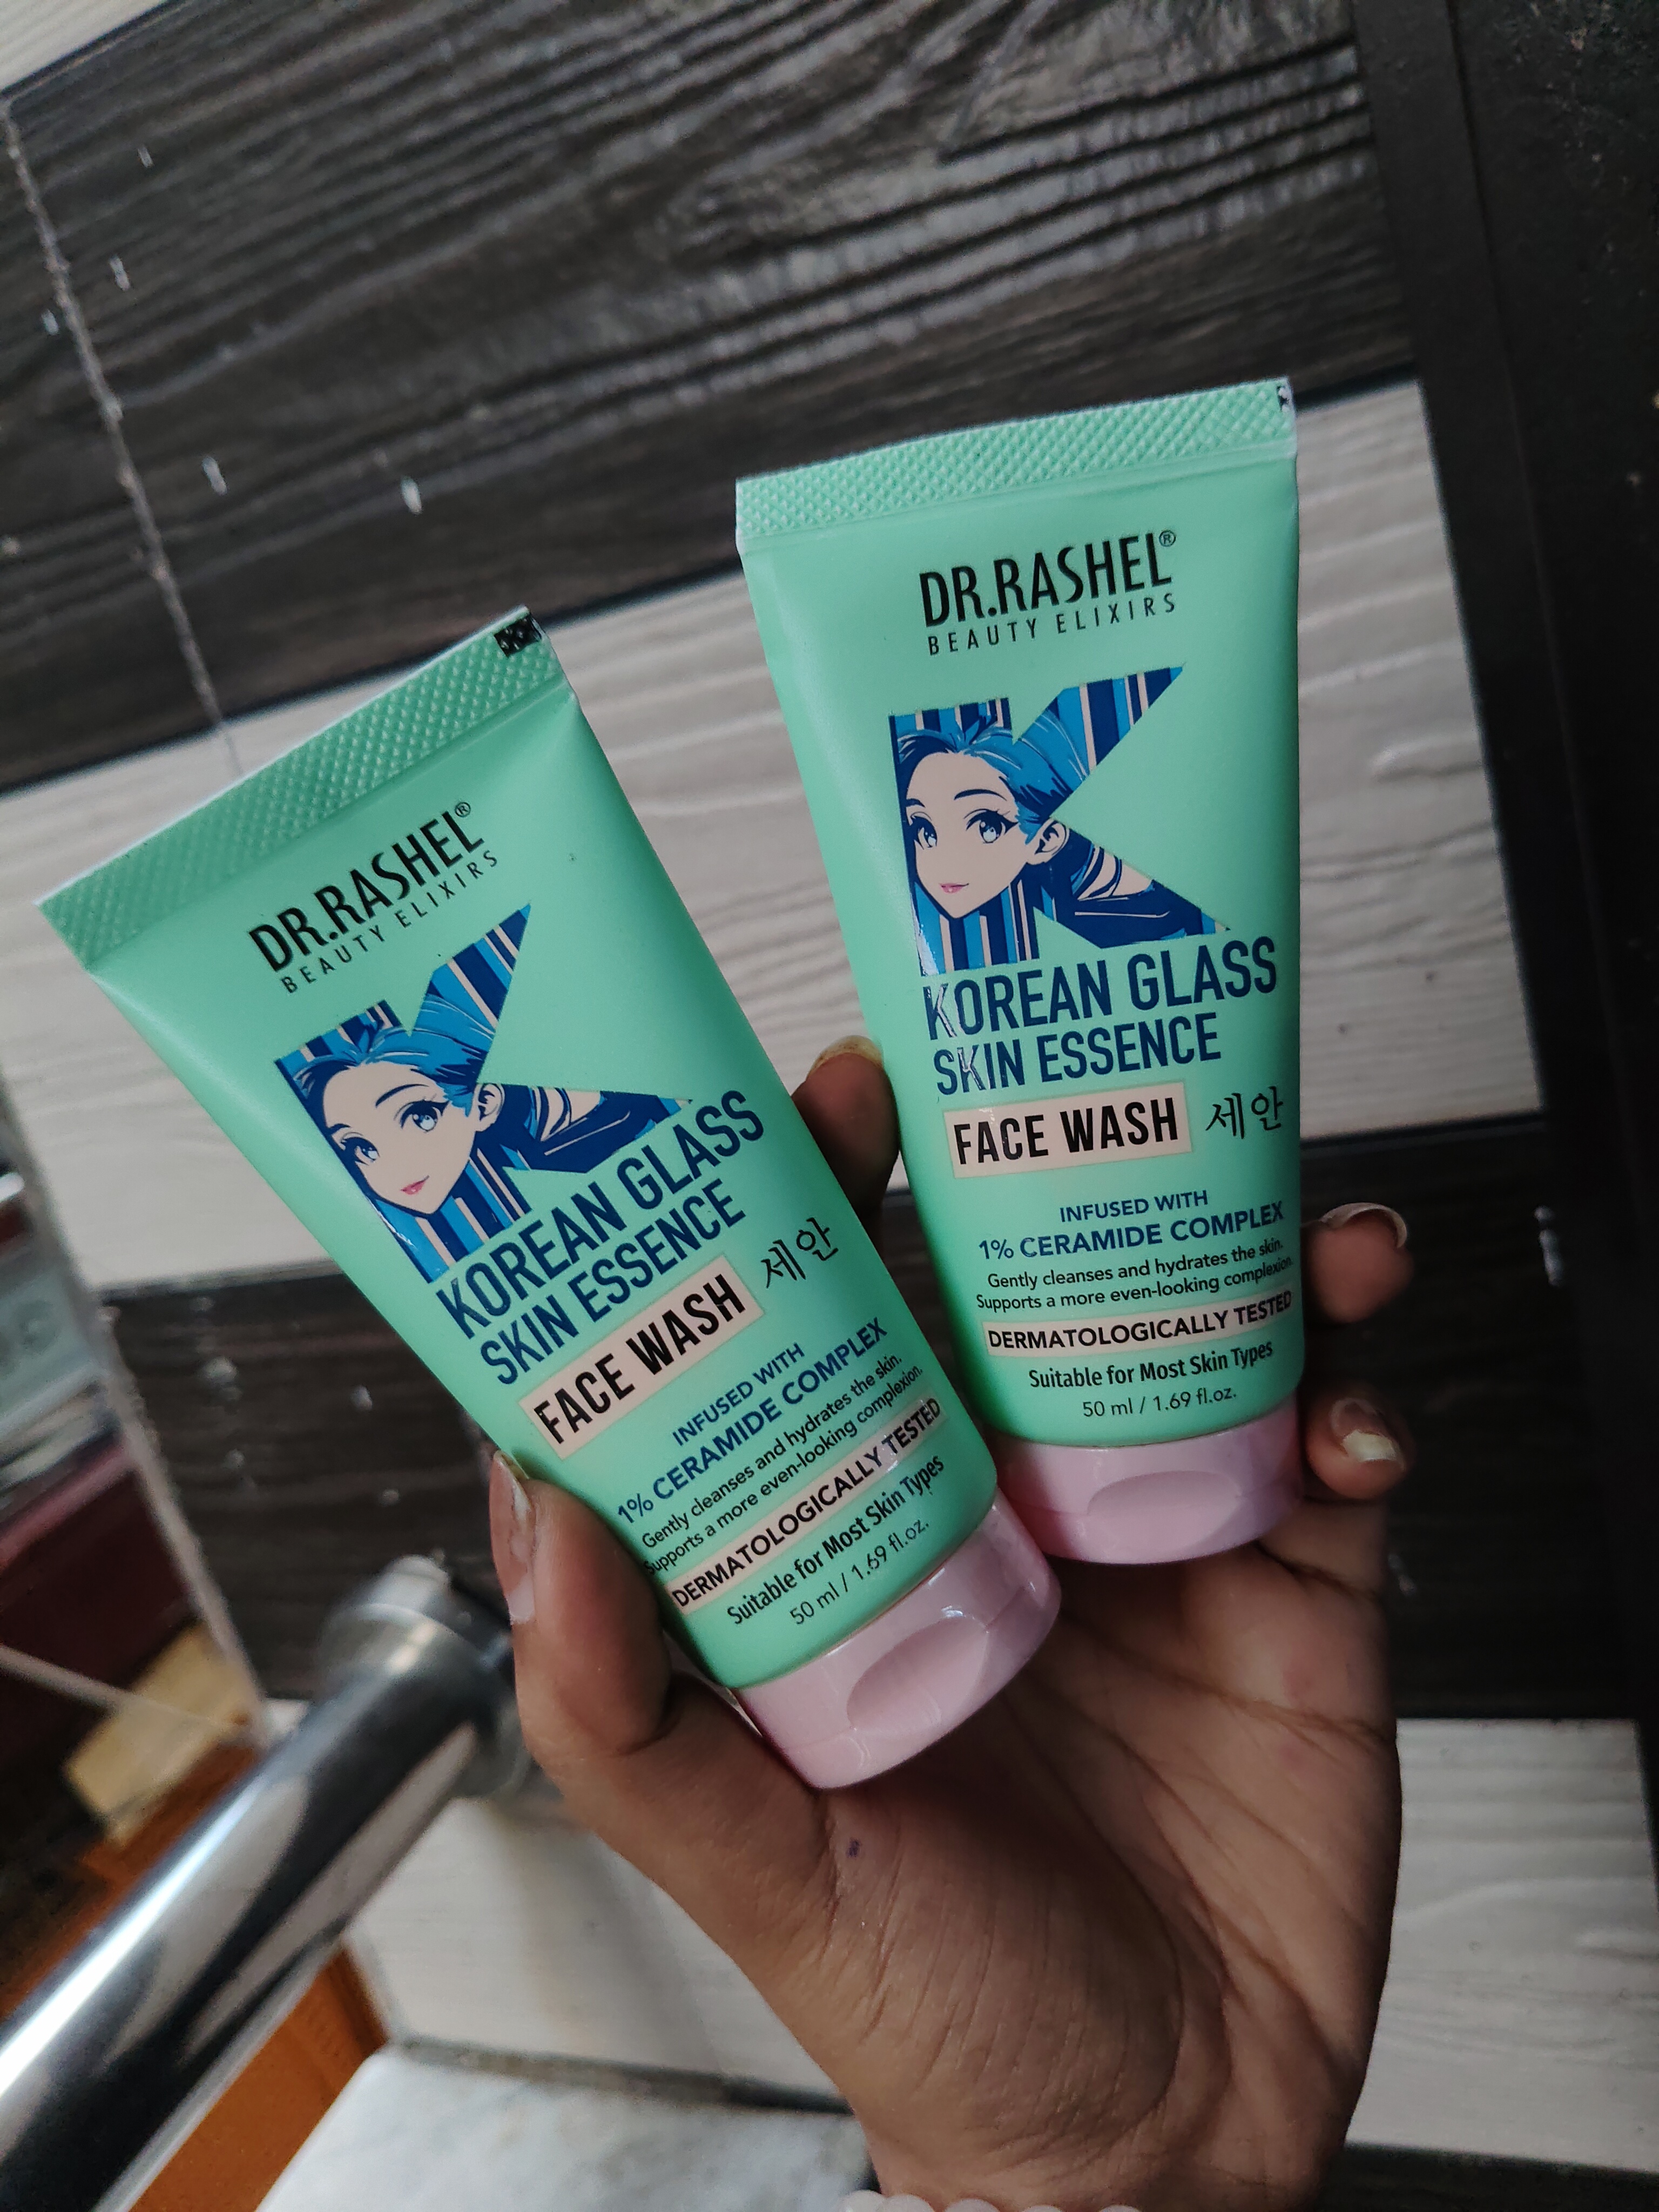 DR.RASHEL®
BEAUTY ELIXIRS
KOREAN GLASS
SKIN ESSENCE
FACE WASH 세안
INFUSED WITH
1% CERAMIDE COMPLEX
Gently cleanses and hydrates the skin.
Supports a more even-looking complexion.
DERMATOLOGICALLY TESTED
Suitable for Most Skin Types
50 ml / 1.69 fl.oz.
DR.RASHEL®
BEAUTY ELIXIRS
KOREAN GLASS
SKIN ESSENCE
FACE WASH 세안
INFUSED WITH
1% CERAMIDE COMPLEX
Gently cleanses and hydrates the skin.
Supports a more even-looking complexion.
DERMATOLOGICALLY TESTED
Suitable for Most Skin Types
50 ml / 1.69 fl.oz.